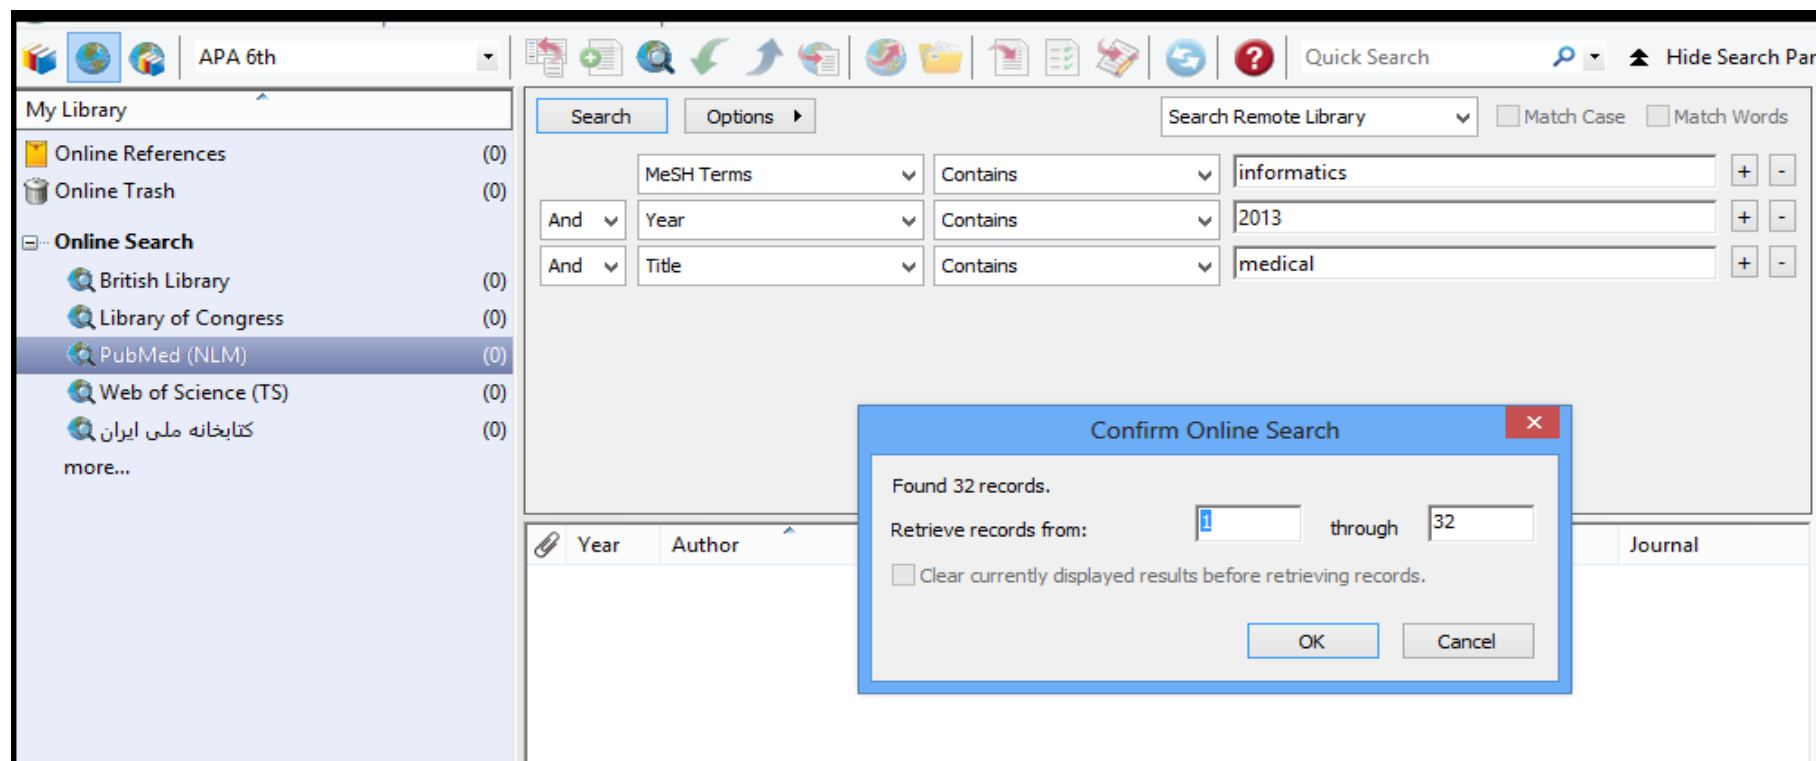 APA 6th Quick Search Hide Search Par
My Library
Online References (0)
Online Trash (0)
Online Search
British Library (0)
Library of Congress (0)
PubMed (NLM) (0)
Web of Science (TS) (0)
کتابخانه ملی ایران (0)
more...
Search Options Search Remote Library Match Case Match Words
MeSH Terms Contains informatics + -
And Year Contains 2013 + -
And Title Contains medical + -
Confirm Online Search
Found 32 records.
Retrieve records from: 1 through 32
Clear currently displayed results before retrieving records.
OK Cancel
Year Author Journal